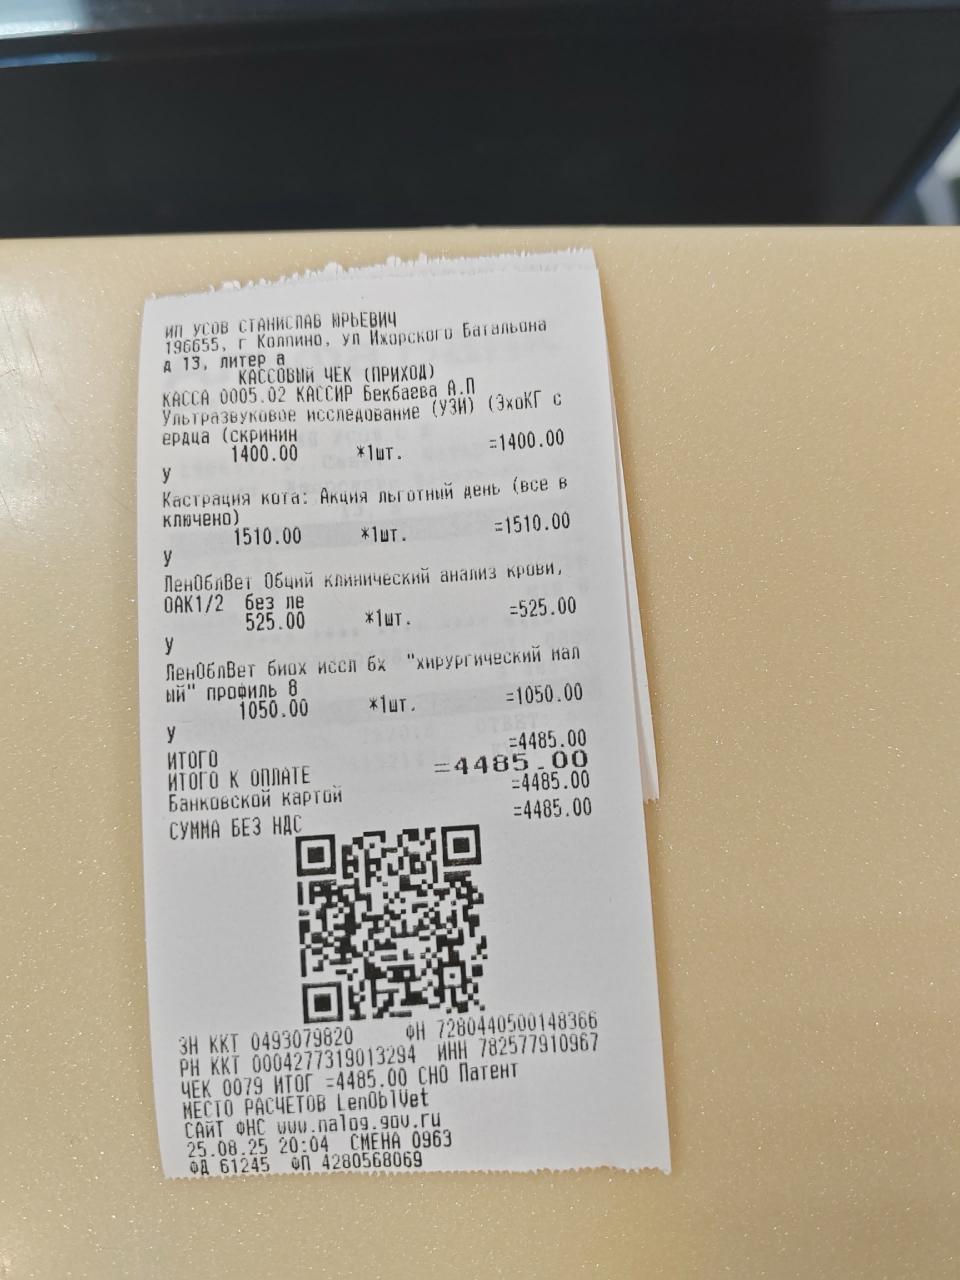 ИП УСОВ СТАНИСЛАВ ЮРЬЕВИЧ
196655, г Колпино, ул Ижорского Батальона
д 13, литер а
КАССОВЫЙ ЧЕК (ПРИХОД)
КАССА 0005.02 КАССИР Бекбаева А.П
Ультразвуковое исследование (УЗИ) (ЭхоКГ с
ердца (скринин
1400.00 *1шт. =1400.00
У
Кастрация кота: Акция льготный день (все в
ключено)
1510.00 *1шт. =1510.00
У
ЛенОблВет Общий клинический анализ крови,
ОАК1/2 без ле
525.00 *1шт. =525.00
У
ЛенОблВет биох иссл бх "хирургический мал
ый" профиль 8
1050.00 *1шт. =1050.00
У
ИТОГО =4485.00
ИТОГО К ОПЛАТЕ =4485.00
Банковской картой =4485.00
СУММА БЕЗ НДС =4485.00
ЗН ККТ 0493079820 ФН 7280440500148366
РН ККТ 0004277319013294 ИНН 782577910967
ЧЕК 0079 ИТОГ =4485.00 СНО Патент
МЕСТО РАСЧЕТОВ LenOblVet
САЙТ ФНС www.nalog.gov.ru
25.08.25 20:04 СМЕНА 0963
ФД 61245 ФП 4280568069